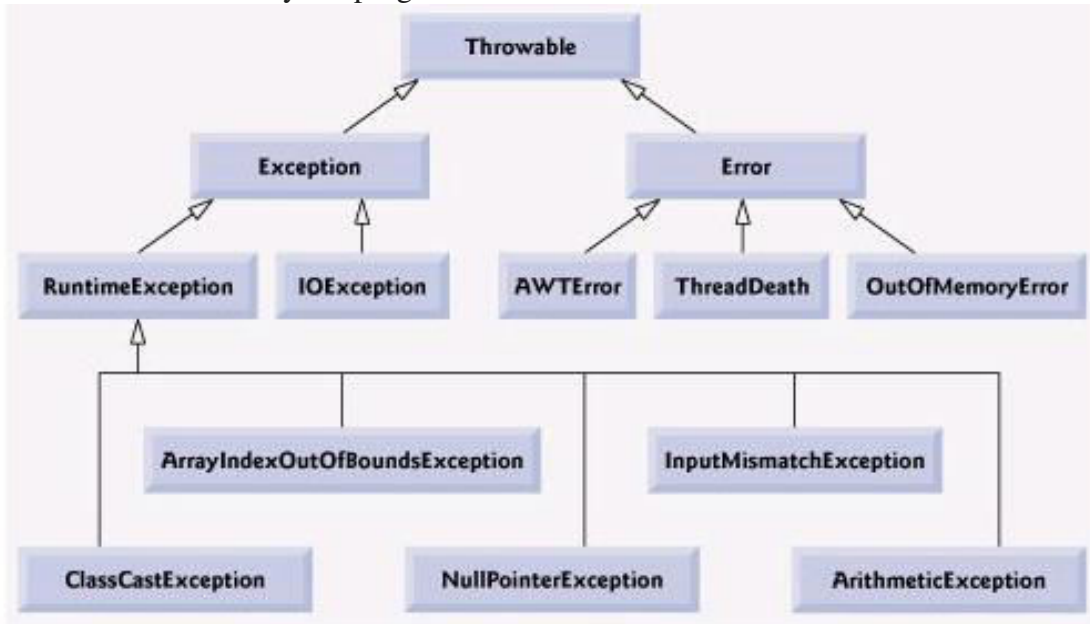 Throwable
Exception Error
RuntimeException IOException AWTError ThreadDeath OutOfMemoryError
ArrayIndexOutOfBoundsException InputMismatchException
ClassCastException NullPointerException ArithmeticException